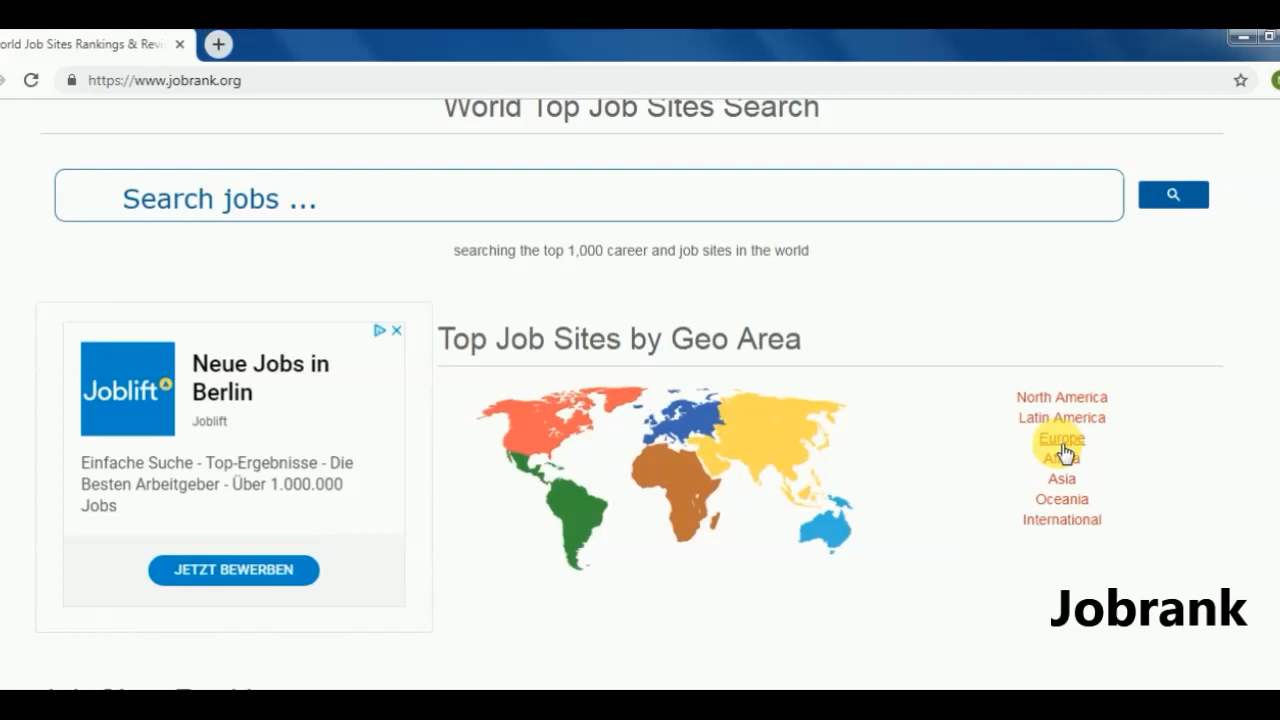 orld Job Sites Rankings & Revi
https://www.jobrank.org
World Top Job Sites Search
Search jobs ...
searching the top 1,000 career and job sites in the world
Top Job Sites by Geo Area
Joblift
Neue Jobs in
Berlin
Joblift
Einfache Suche - Top-Ergebnisse - Die
Besten Arbeitgeber - Über 1.000.000
Jobs
JETZT BEWERBEN
North America
Latin America
Europe
Asia
Oceania
International
Jobrank